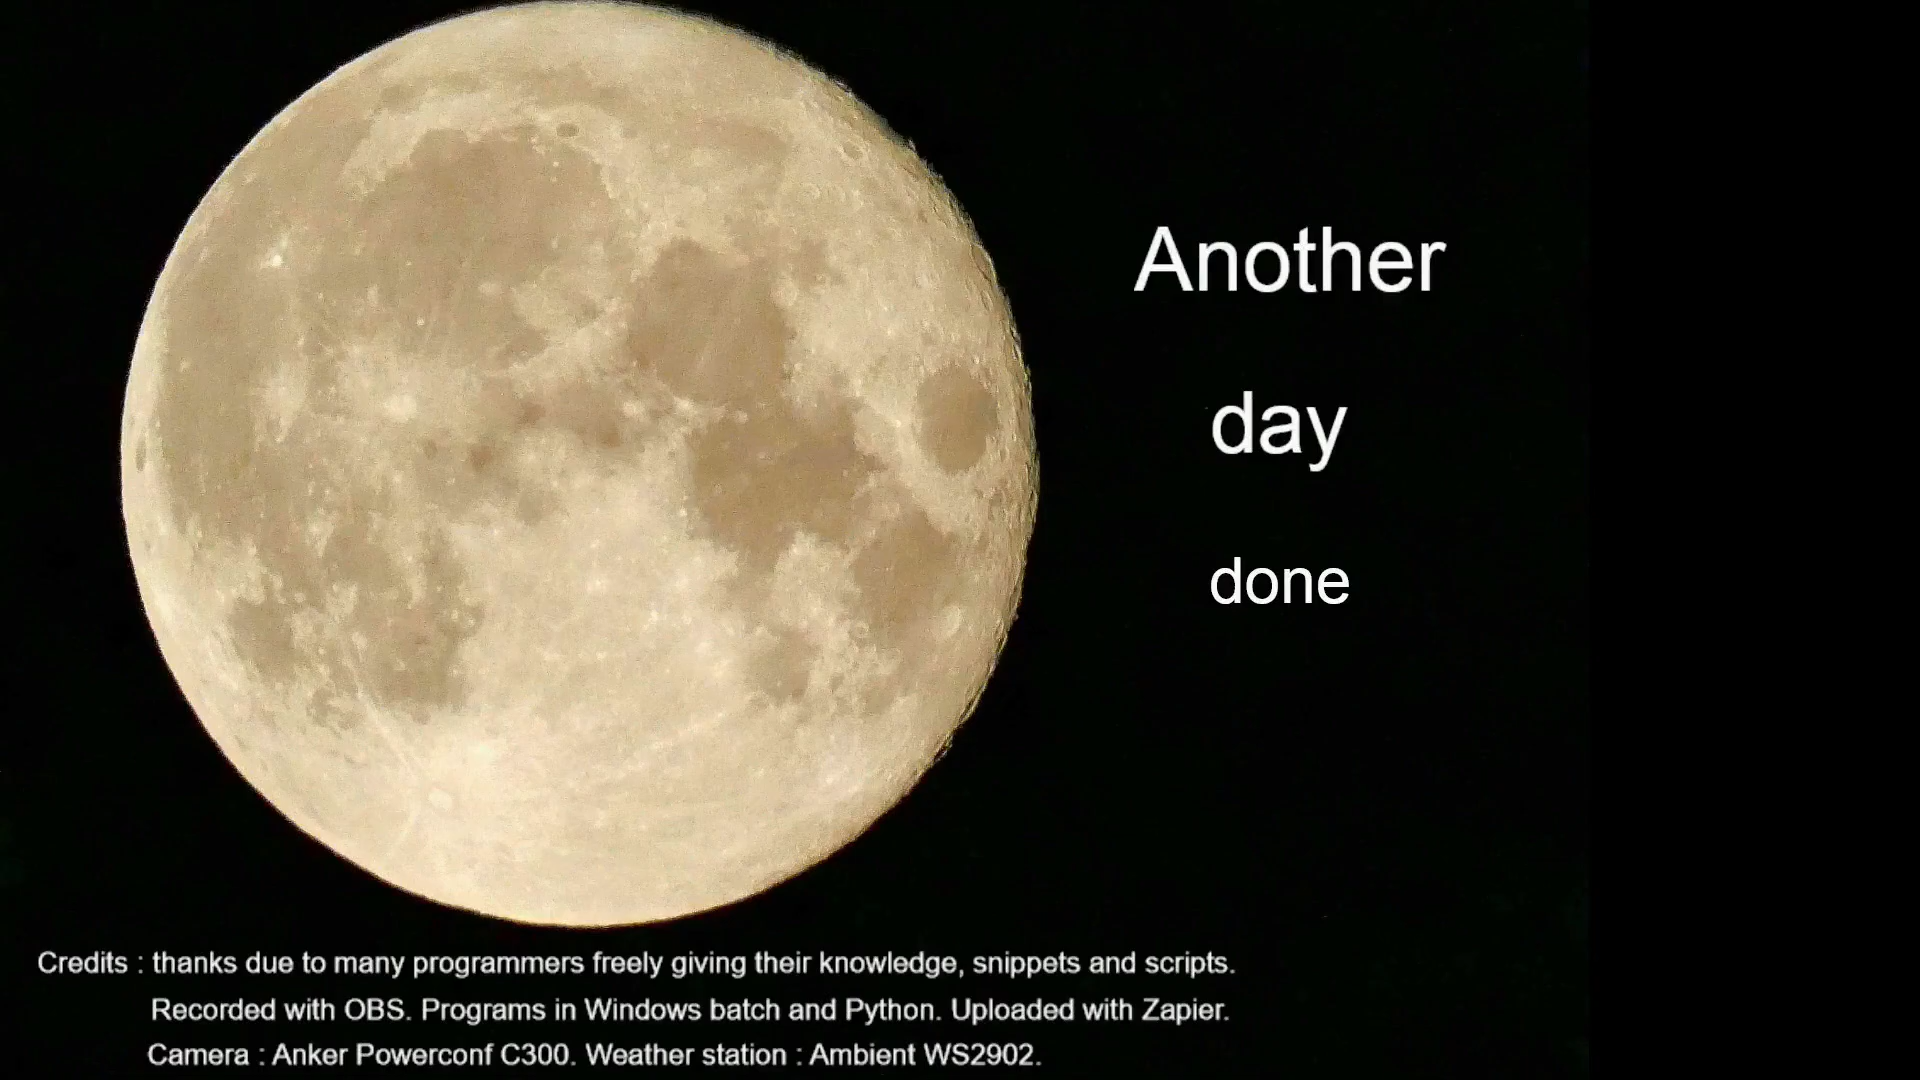 Another
day
done
Credits : thanks due to many programmers freely giving their knowledge, snippets and scripts.
Recorded with OBS. Programs in Windows batch and Python. Uploaded with Zapier.
Camera : Anker Powerconf C300. Weather station : Ambient WS2902.